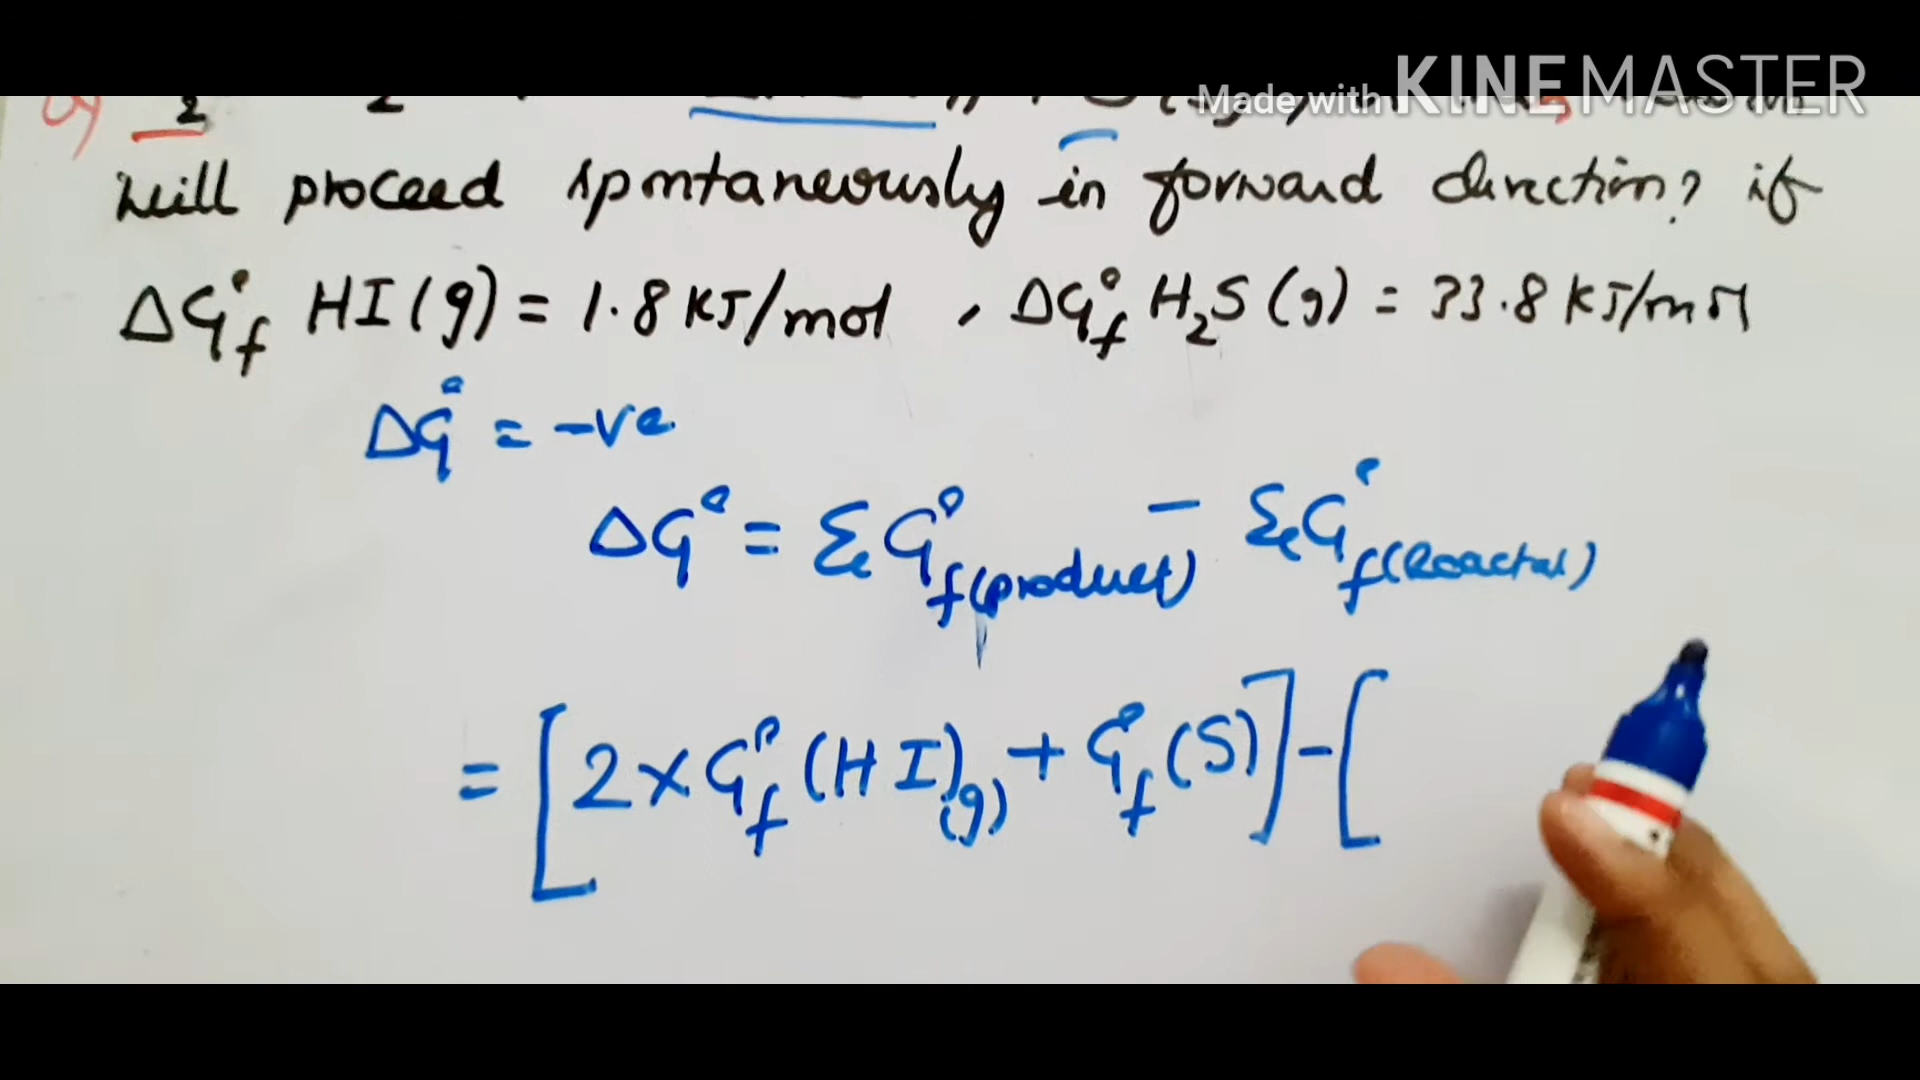 Made with KINEMASTER
will proceed spontaneously in forward direction? if
ΔG°f HI(g) = 1.8 KJ/mol , ΔG°f H₂S(g) = 33.8 KJ/mol
ΔG° = -ve
ΔG° = ΣG°f(product) - ΣG°f(Reactal)
= [2×G°f(HI)(g) + G°f(S)] - [